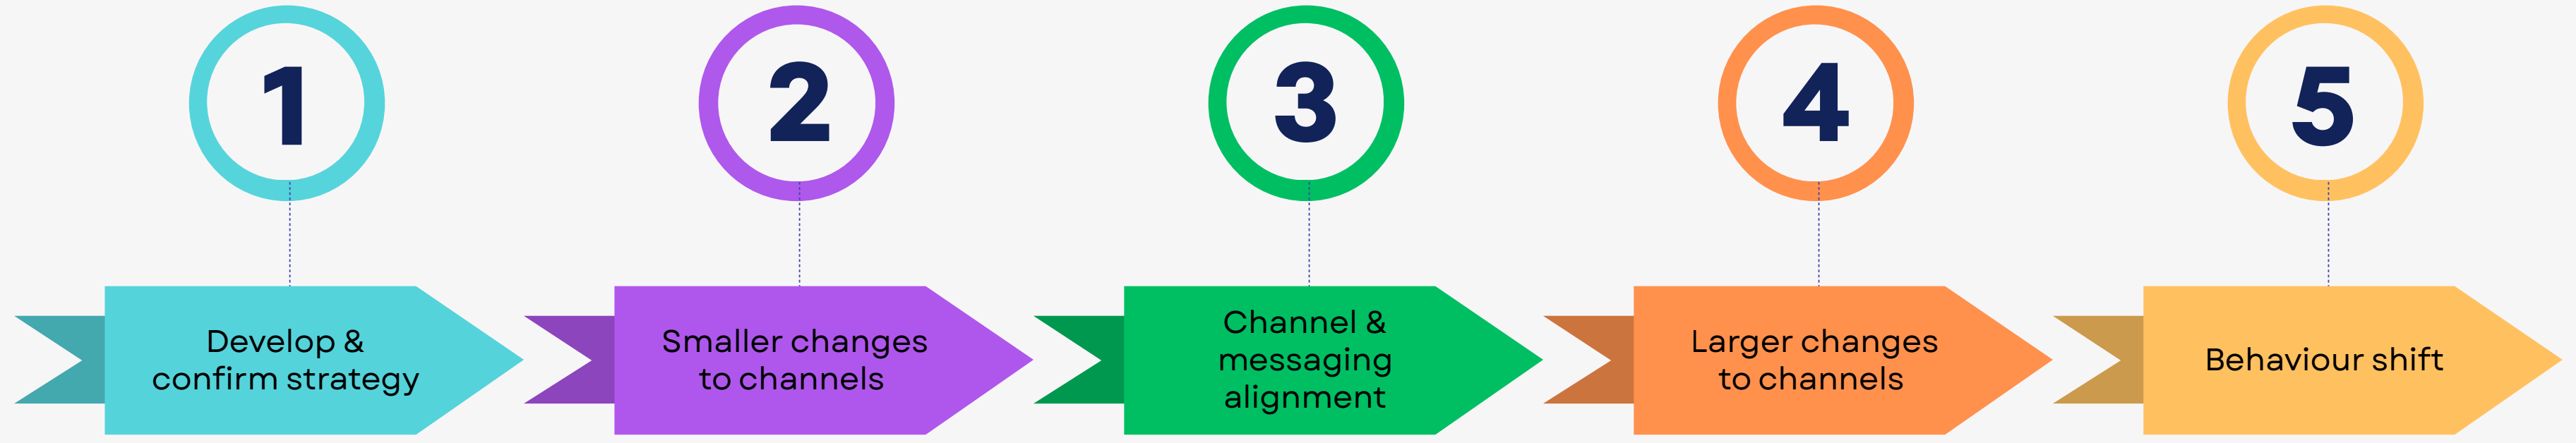 1
2
3
4
5
Develop &
confirm strategy
Smaller changes
to channels
Channel &
messaging
alignment
Larger changes
to channels
Behaviour shift